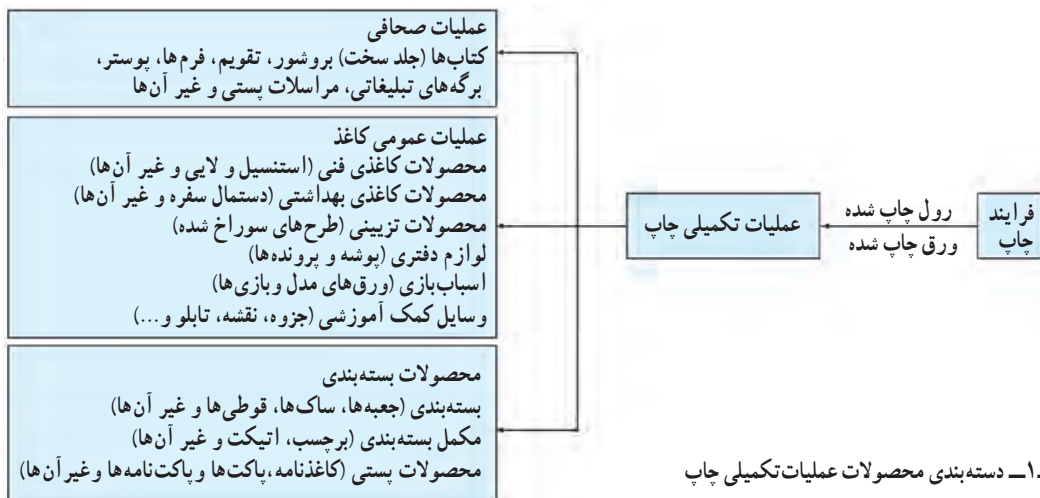 فرایند
چاپ
رول چاپ شده
ورق چاپ شده
عملیات تکمیلی چاپ
عملیات صحافی
کتاب‌ها (جلد سخت) بروشور، تقویم، فرم‌ها، پوستر،
برگه‌های تبلیغاتی، مراسلات پستی و غیر آن‌ها
عملیات عمومی کاغذ
محصولات کاغذی فنی (استنسیل و لایی و غیر آن‌ها)
محصولات کاغذی بهداشتی (دستمال سفره و غیر آن‌ها)
محصولات تزیینی (طرح‌های سوراخ شده)
لوازم دفتری (پوشه و پرونده‌ها)
اسباب‌بازی (ورق‌های مدل وبازی‌ها)
وسایل کمک آموزشی (جزوه، نقشه، تابلو و...)
محصولات بسته‌بندی
بسته‌بندی (جعبه‌ها، ساک‌ها، قوطی‌ها و غیر آن‌ها)
مکمل بسته‌بندی (برچسب، اتیکت و غیر آن‌ها)
محصولات پستی (کاغذنامه،پاکت‌ها وپاکت‌نامه‌ها وغیرآن‌ها)
۱ــ دسته‌بندی محصولات عملیات‌تکمیلی چاپ